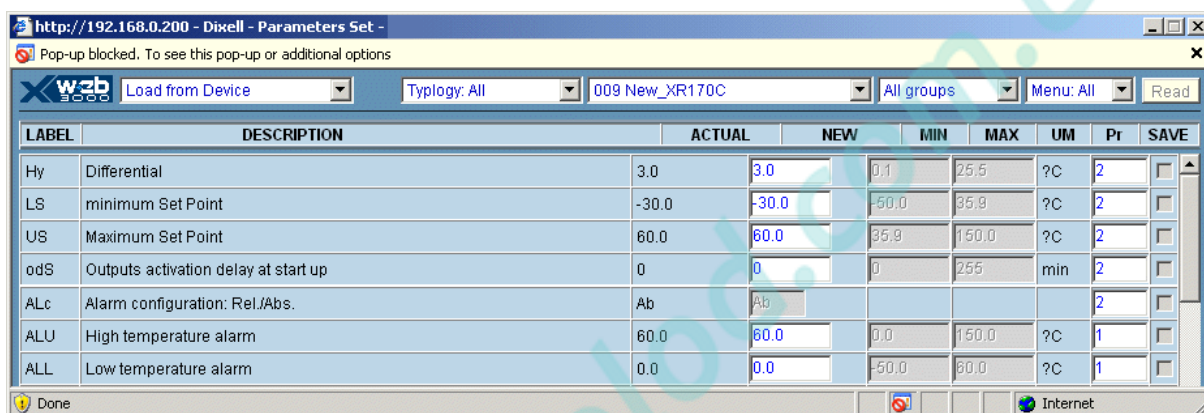 http://192.168.0.200 - Dixell - Parameters Set -
Pop-up blocked. To see this pop-up or additional options
Xweb 3000 Load from Device Typlogy: All 009 New_XR170C All groups Menu: All Read
LABEL DESCRIPTION ACTUAL NEW MIN MAX UM Pr SAVE
Hy Differential 3.0 3.0 0.1 25.5 ?C 2
LS minimum Set Point -30.0 -30.0 -50.0 35.9 ?C 2
US Maximum Set Point 60.0 60.0 35.9 150.0 ?C 2
odS Outputs activation delay at start up 0 0 0 255 min 2
ALc Alarm configuration: Rel./Abs. Ab Ab 2
ALU High temperature alarm 60.0 60.0 0.0 150.0 ?C 1
ALL Low temperature alarm 0.0 0.0 -50.0 60.0 ?C 1
Done Internet